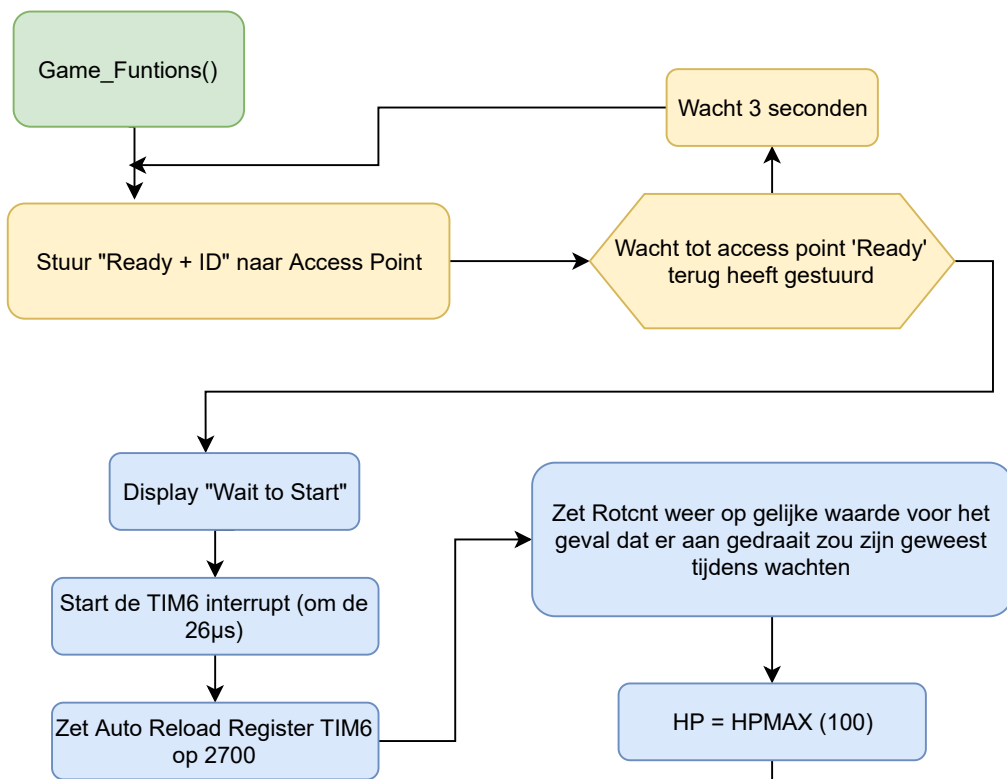 Game_Funtions()
Wacht 3 seconden
Stuur "Ready + ID" naar Access Point
Wacht tot access point 'Ready'
terug heeft gestuurd
Display "Wait to Start"
Start de TIM6 interrupt (om de
26µs)
Zet Auto Reload Register TIM6
op 2700
Zet Rotcnt weer op gelijke waarde voor het
geval dat er aan gedraait zou zijn geweest
tijdens wachten
HP = HPMAX (100)